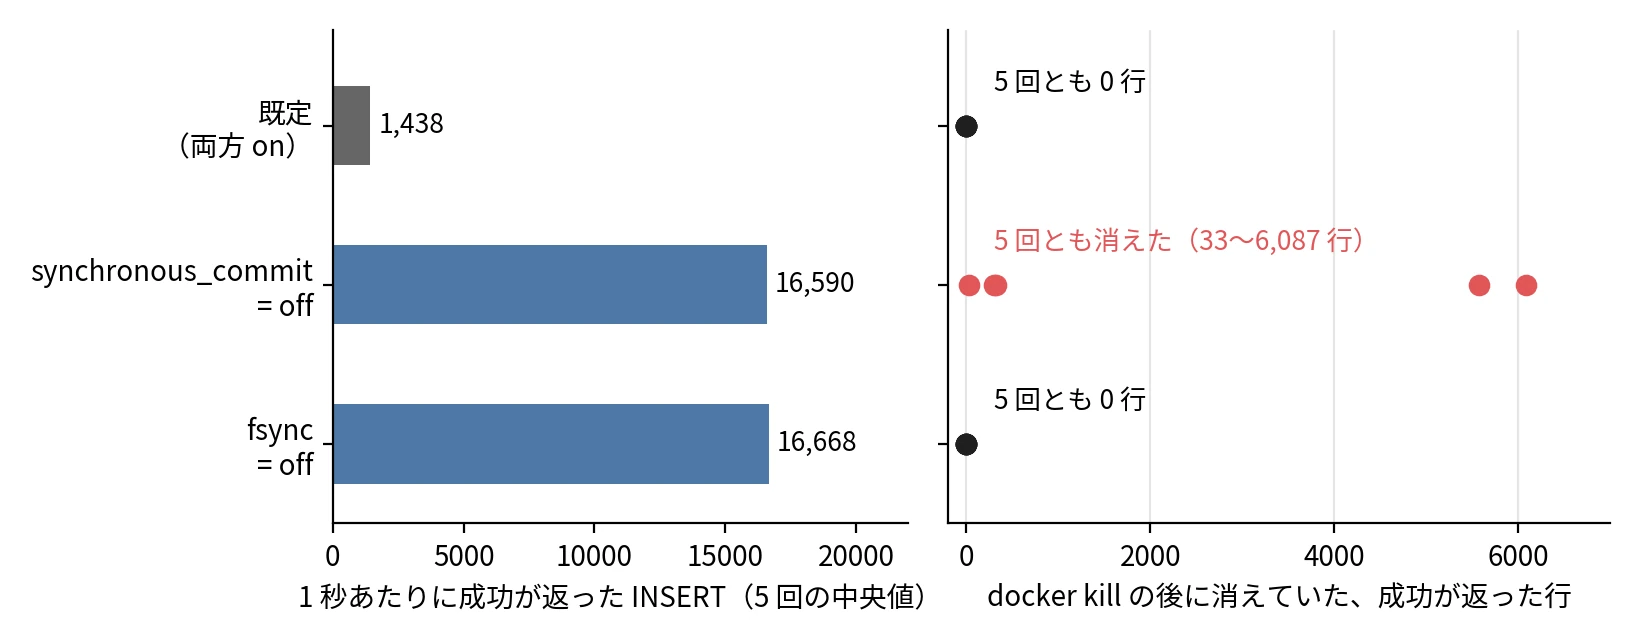 既定
（両方 on）
1,438
synchronous_commit
= off
16,590
fsync
= off
16,668
0 5000 10000 15000 20000
1 秒あたりに成功が返った INSERT（5 回の中央値）
5 回とも 0 行
5 回とも消えた（33～6,087 行）
5 回とも 0 行
0 2000 4000 6000
docker kill の後に消えていた、成功が返った行